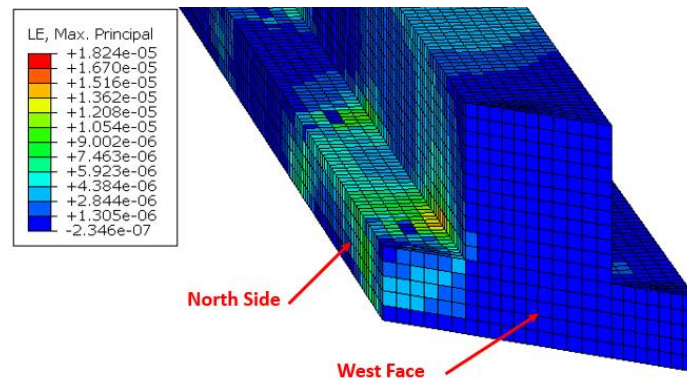 LE, Max. Principal
+1.824e-05
+1.670e-05
+1.516e-05
+1.362e-05
+1.208e-05
+1.054e-05
+9.002e-06
+7.463e-06
+5.923e-06
+4.384e-06
+2.844e-06
+1.305e-06
-2.346e-07
North Side
West Face